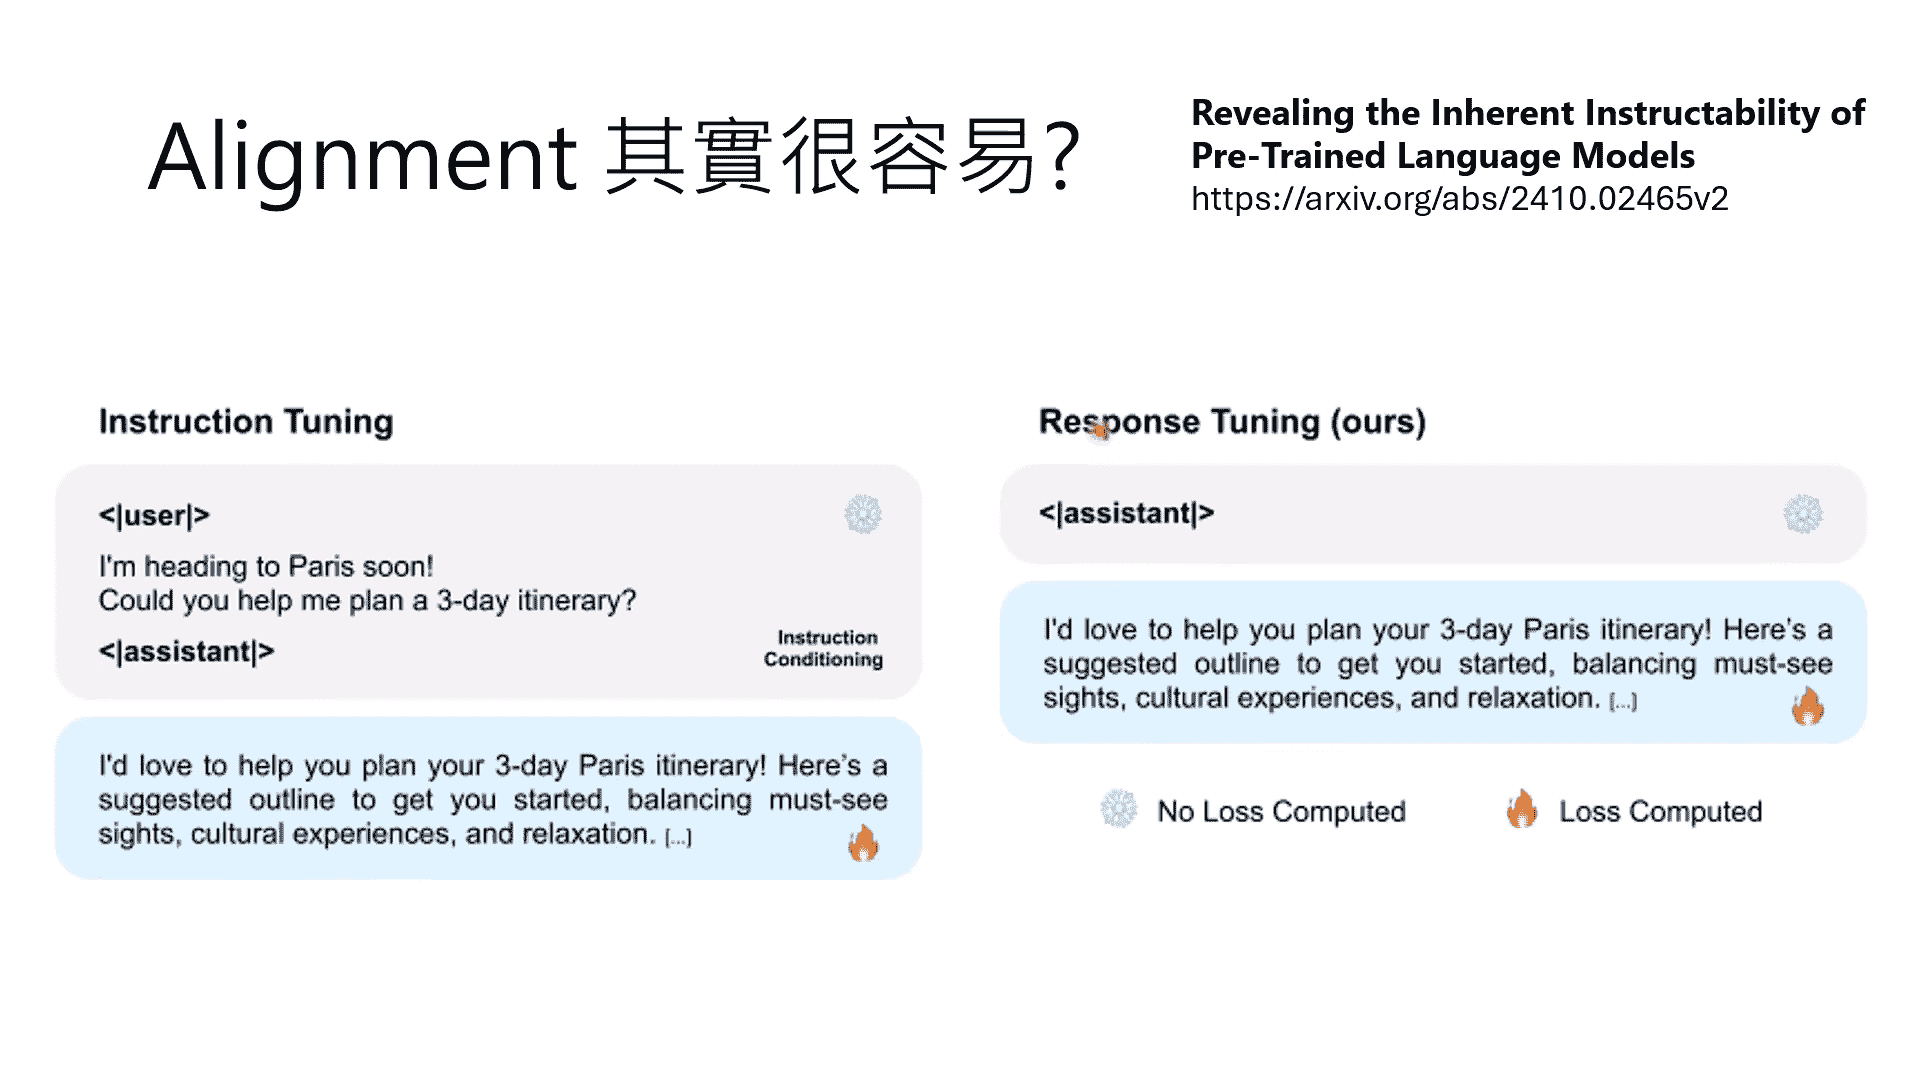 Alignment 其實很容易?
Revealing the Inherent Instructability of
Pre-Trained Language Models
https://arxiv.org/abs/2410.02465v2
Instruction Tuning
<|user|>
I'm heading to Paris soon!
Could you help me plan a 3-day itinerary?
<|assistant|>
Instruction
Conditioning
I'd love to help you plan your 3-day Paris itinerary! Here's a
suggested outline to get you started, balancing must-see
sights, cultural experiences, and relaxation. [...]
Response Tuning (ours)
<|assistant|>
I'd love to help you plan your 3-day Paris itinerary! Here's a
suggested outline to get you started, balancing must-see
sights, cultural experiences, and relaxation. [...]
No Loss Computed
Loss Computed